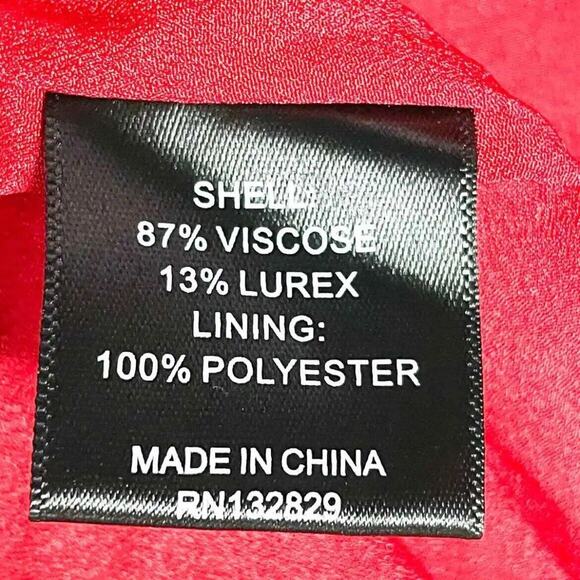 SHELL:
87% VISCOSE
13% LUREX
LINING:
100% POLYESTER
MADE IN CHINA
RN132829